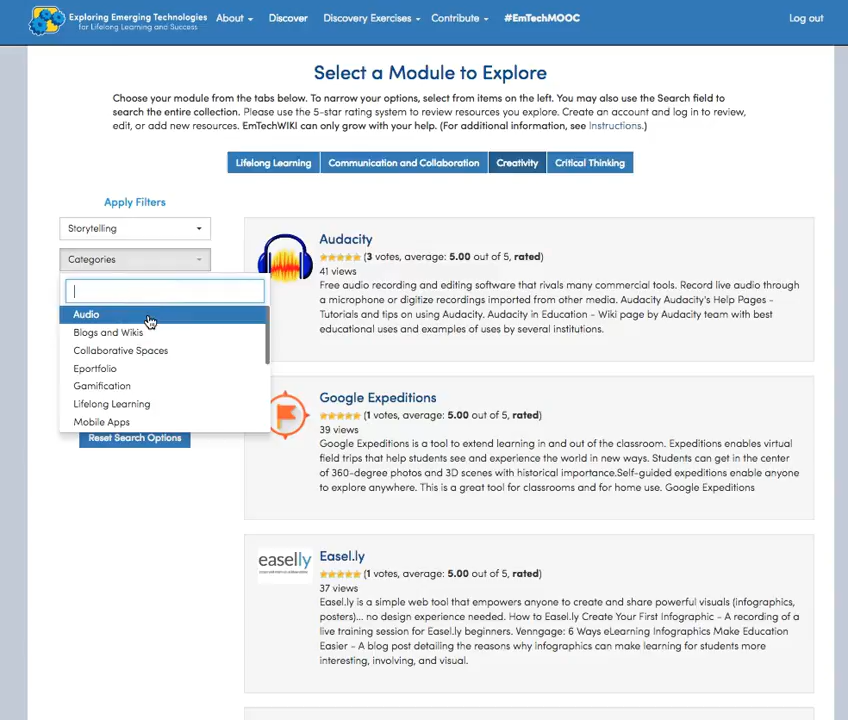 Exploring Emerging Technologies
for Lifelong Learning and Success
About
Discover
Discovery Exercises
Contribute
#EmTechMOOC
Log out
Select a Module to Explore
Choose your module from the tabs below. To narrow your options, select from items on the left. You may also use the Search field to
search the entire collection. Please use the 5-star rating system to review resources you explore. Create an account and log in to review,
edit, or add new resources. EmTechWIKI can only grow with your help. (For additional information, see Instructions.)
Lifelong Learning
Communication and Collaboration
Creativity
Critical Thinking
Apply Filters
Storytelling
Categories
Audio
Blogs and Wikis
Collaborative Spaces
Eportfolio
Gamification
Lifelong Learning
Mobile Apps
Reset Search Options
Audacity
(3 votes, average: 5.00 out of 5, rated)
41 views
Free audio recording and editing software that rivals many commercial tools. Record live audio through
a microphone or digitize recordings imported from other media. Audacity Audacity's Help Pages -
Tutorials and tips on using Audacity. Audacity in Education - Wiki page by Audacity team with best
educational uses and examples of uses by several institutions.
Google Expeditions
(1 votes, average: 5.00 out of 5, rated)
39 views
Google Expeditions is a tool to extend learning in and out of the classroom. Expeditions enables virtual
field trips that help students see and experience the world in new ways. Students can get in the center
of 360-degree photos and 3D scenes with historical importance.Self-guided expeditions enable anyone
to explore anywhere. This is a great tool for classrooms and for home use. Google Expeditions
easelly
Easel.ly
(1 votes, average: 5.00 out of 5, rated)
37 views
Easel.ly is a simple web tool that empowers anyone to create and share powerful visuals (infographics,
posters)... no design experience needed. How to Easel.ly Create Your First Infographic - A recording of a
live training session for Easel.ly beginners. Venngage: 6 Ways eLearning Infographics Make Education
Easier - A blog post detailing the reasons why infographics can make learning for students more
interesting, involving, and visual.